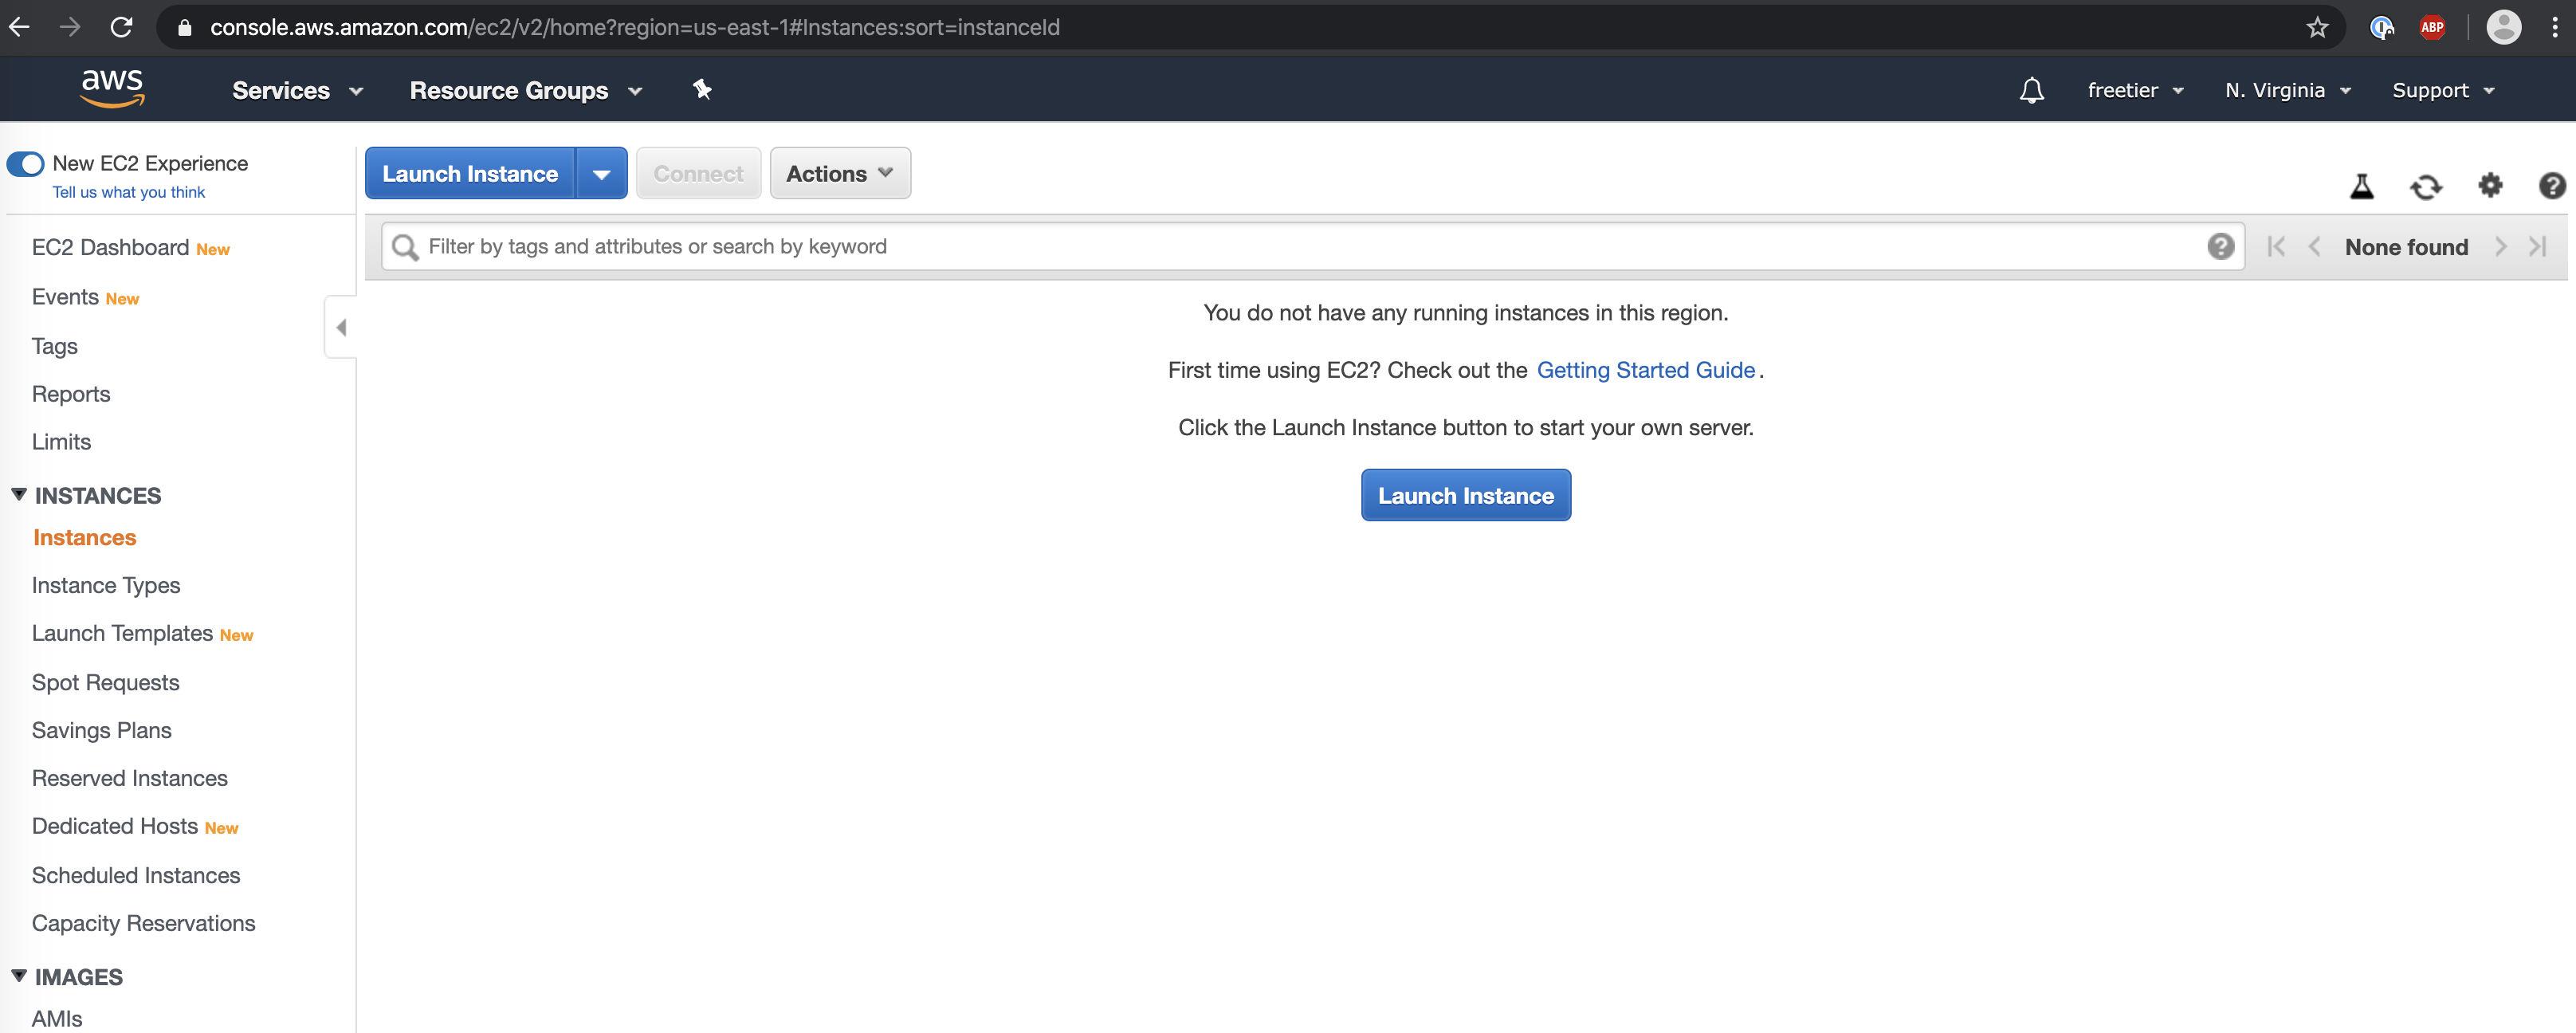 console.aws.amazon.com/ec2/v2/home?region=us-east-1#Instances:sort=instanceId
ABP
aws
Services
Resource Groups
freetier
N. Virginia
Support
New EC2 Experience
Tell us what you think
Launch Instance
Connect
Actions
Filter by tags and attributes or search by keyword
None found
EC2 Dashboard New
Events New
Tags
Reports
Limits
INSTANCES
Instances
Instance Types
Launch Templates New
Spot Requests
Savings Plans
Reserved Instances
Dedicated Hosts New
Scheduled Instances
Capacity Reservations
IMAGES
AMIs
You do not have any running instances in this region.
First time using EC2? Check out the Getting Started Guide.
Click the Launch Instance button to start your own server.
Launch Instance